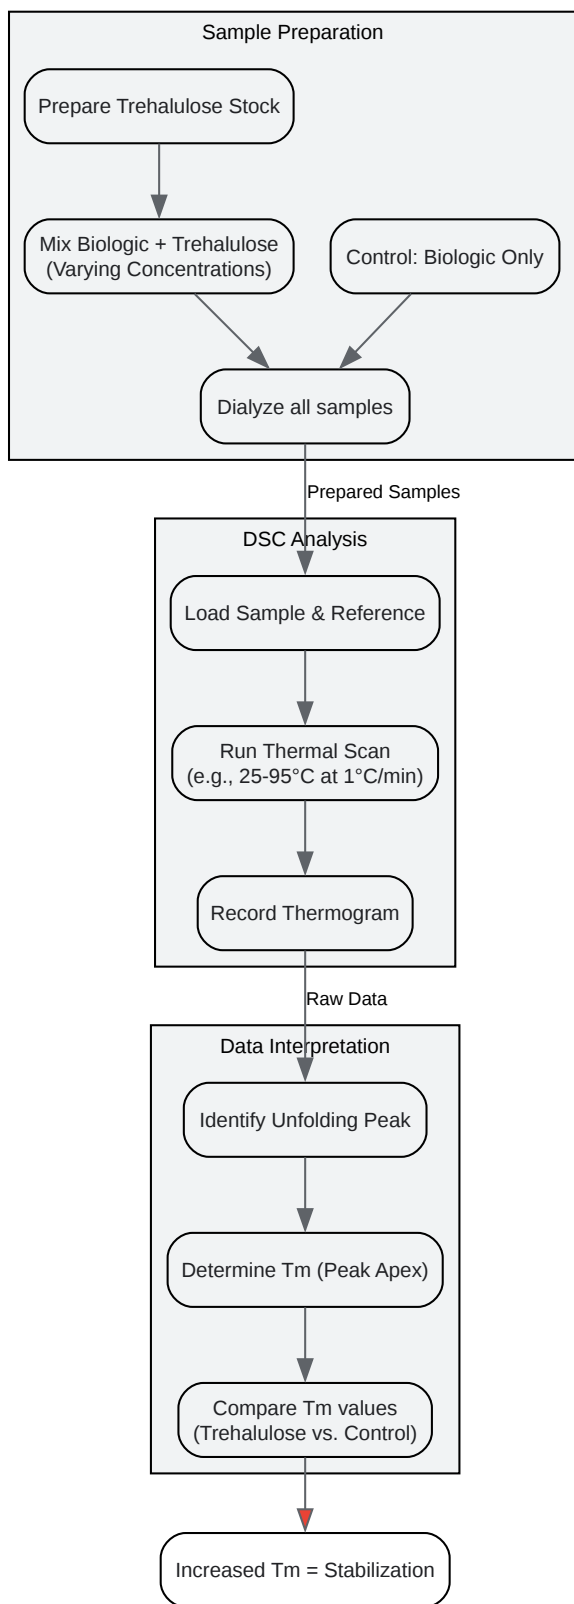 Sample Preparation
Prepare Trehalulose Stock
Mix Biologic + Trehalulose
(Varying Concentrations)
Control: Biologic Only
Dialyze all samples
Prepared Samples
DSC Analysis
Load Sample & Reference
Run Thermal Scan
(e.g., 25-95°C at 1°C/min)
Record Thermogram
Raw Data
Data Interpretation
Identify Unfolding Peak
Determine Tm (Peak Apex)
Compare Tm values
(Trehalulose vs. Control)
Increased Tm = Stabilization